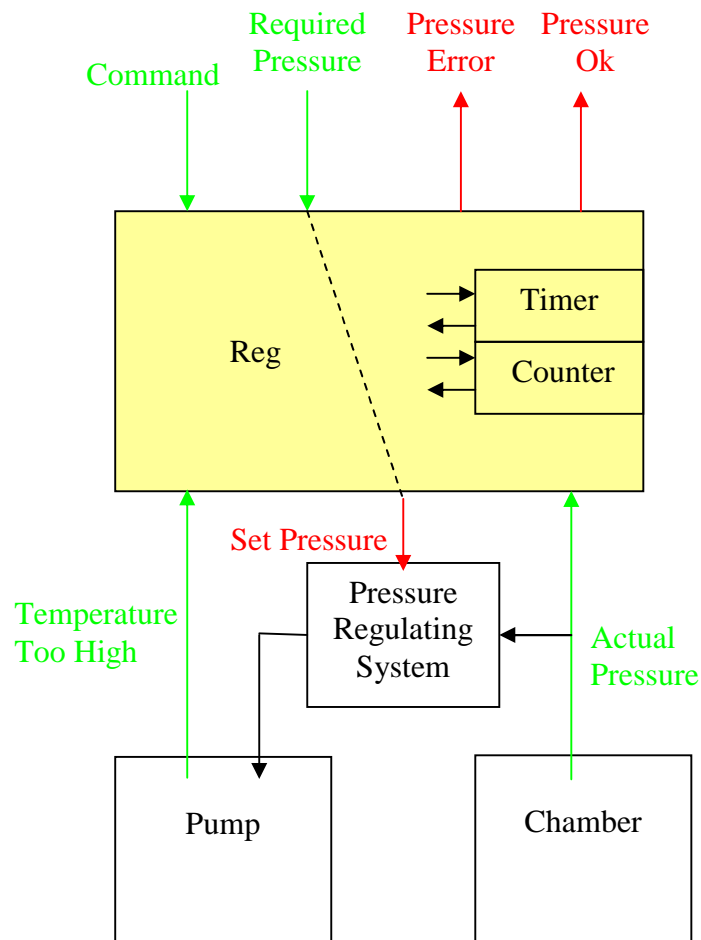 Command
Required
Pressure
Pressure
Error
Pressure
Ok
Timer
Reg
Counter
Set Pressure
Pressure
Regulating
System
Temperature
Too High
Actual
Pressure
Pump
Chamber